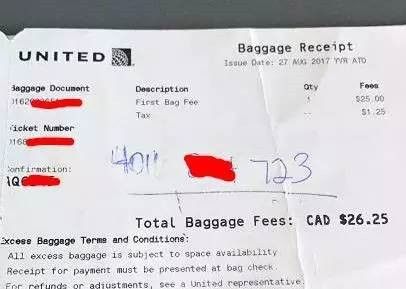 UNITED
Baggage Receipt
Issue Date: 27 AUG 2017 YVR ATO
Baggage Document Description Qty Fees
First Bag Fee 1 $25.00
Tax -- $1.25
Ticket Number
4011 723
Confirmation:
Total Baggage Fees: CAD $26.25
Excess Baggage Terms and Conditions:
All excess baggage is subject to space availability
Receipt for payment must be presented at bag check
For refunds or adjustments, see a United representative